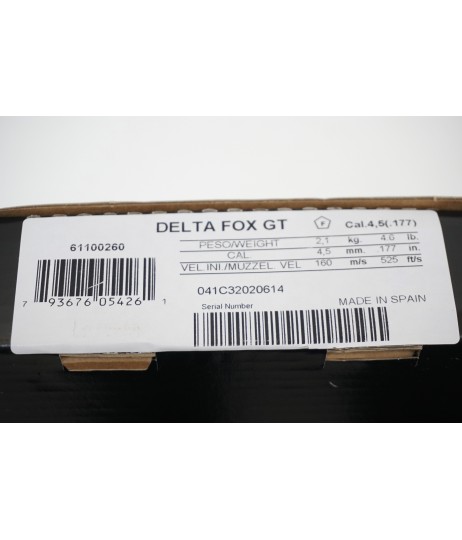 DELTA FOX GT F Cal.4,5(.177)
61100260
PESO/WEIGHT 2,1 kg. 4.6 lb.
CAL 4,5 mm. .177 in.
VEL.INI./MUZZEL VEL 160 m/s 525 ft/s
7 93676 05426 1
041C32020614
Serial Number
MADE IN SPAIN